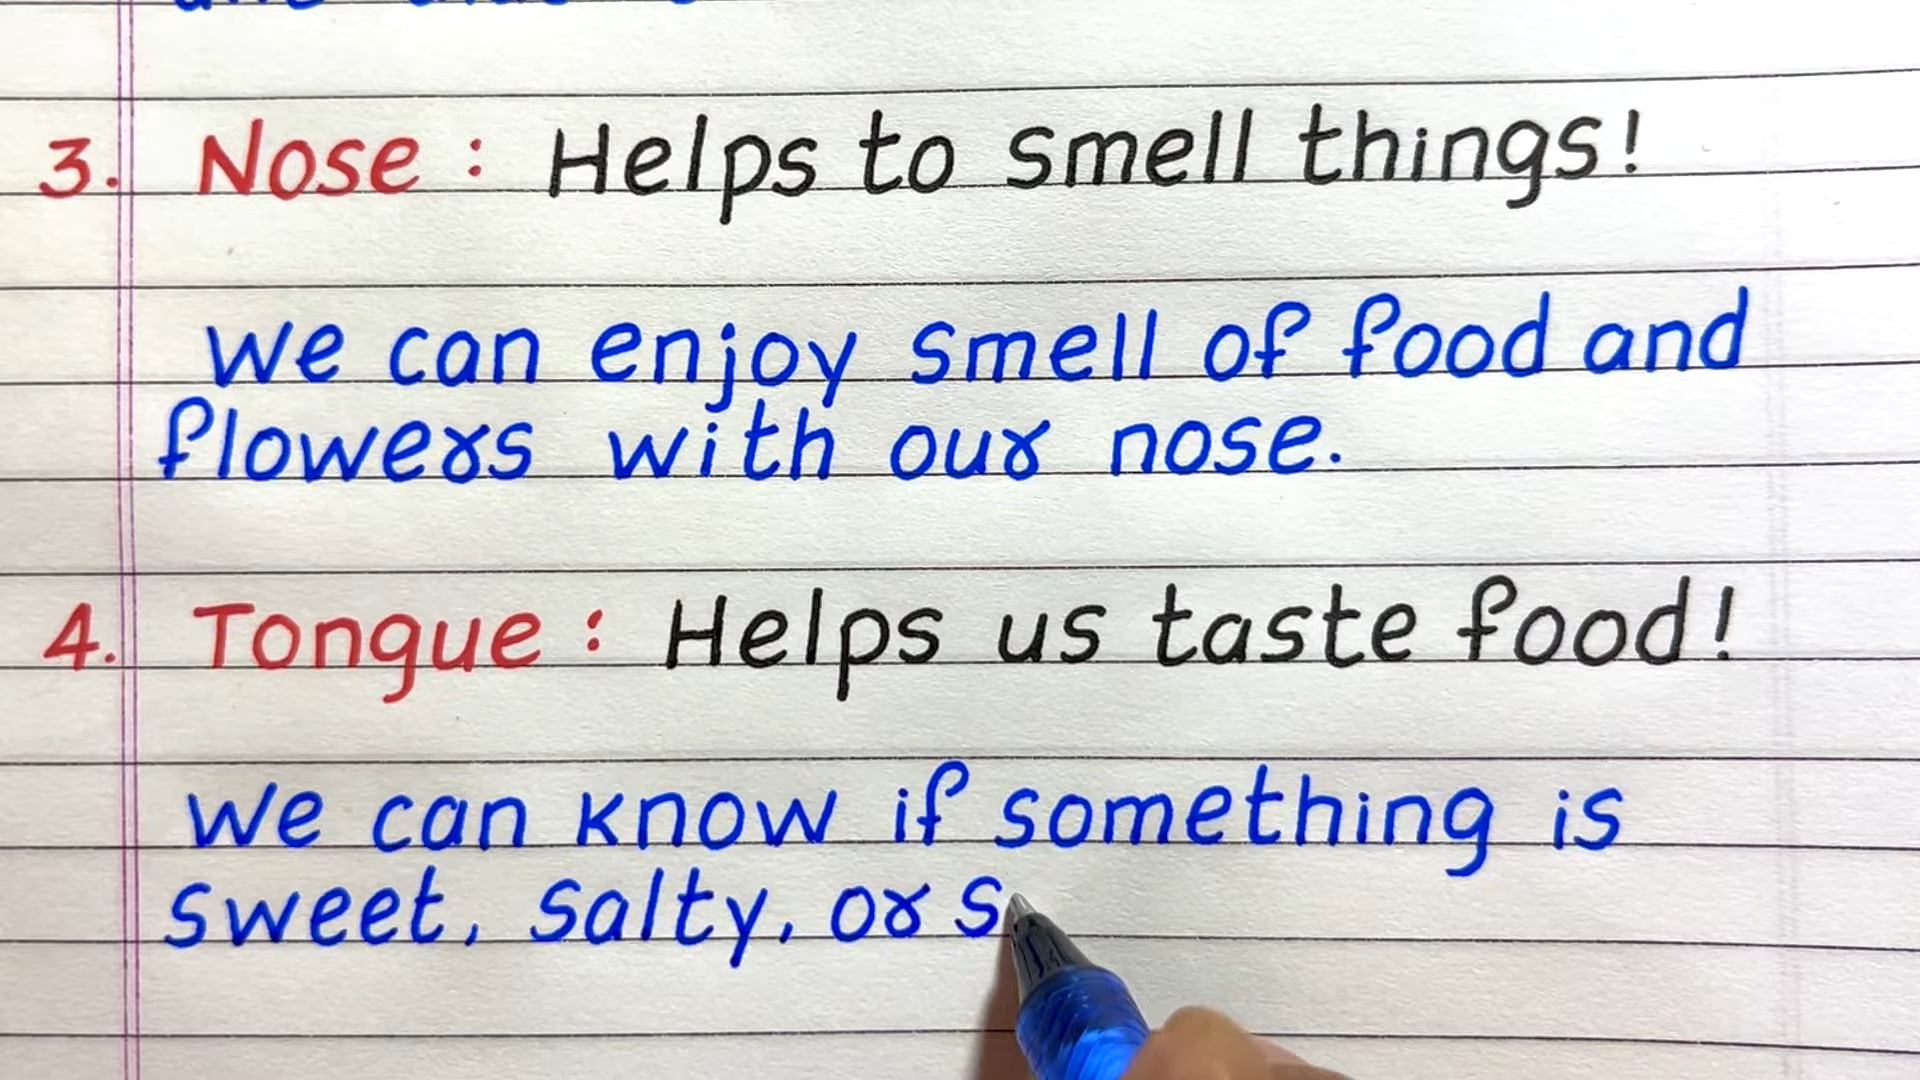 3. Nose : Helps to smell things!
We can enjoy smell of food and
flowers with our nose.
4. Tongue : Helps us taste food!
We can know if something is
sweet, salty, or s